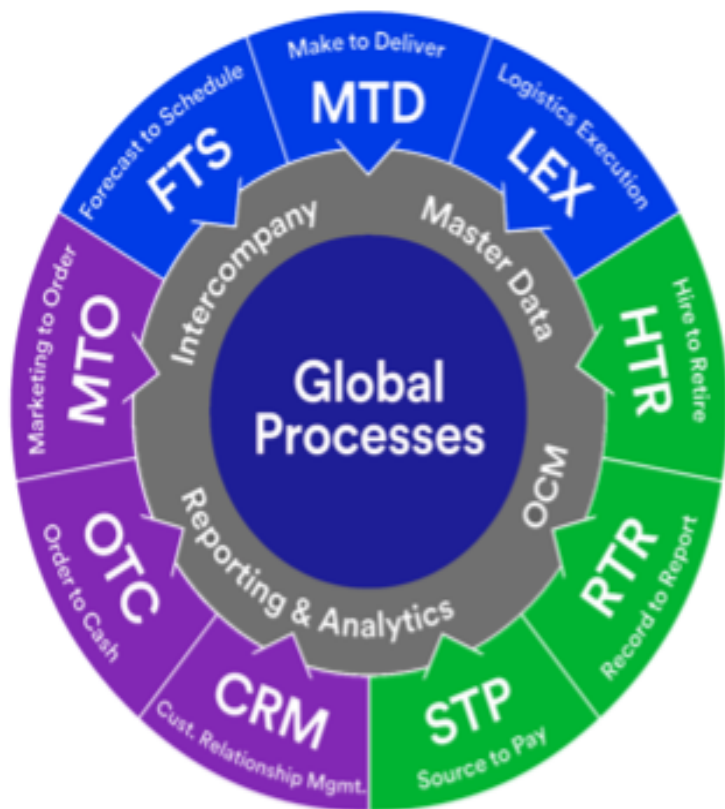 Make to Deliver
MTD
Logistics Execution
LEX
Hire to Retire
HTR
Record to Report
RTR
Source to Pay
STP
Cust. Relationship Mgmt.
CRM
Order to Cash
OTC
Marketing to Order
MTO
Forecast to Schedule
FTS
Intercompany
Master Data
OCM
Reporting & Analytics
Global
Processes